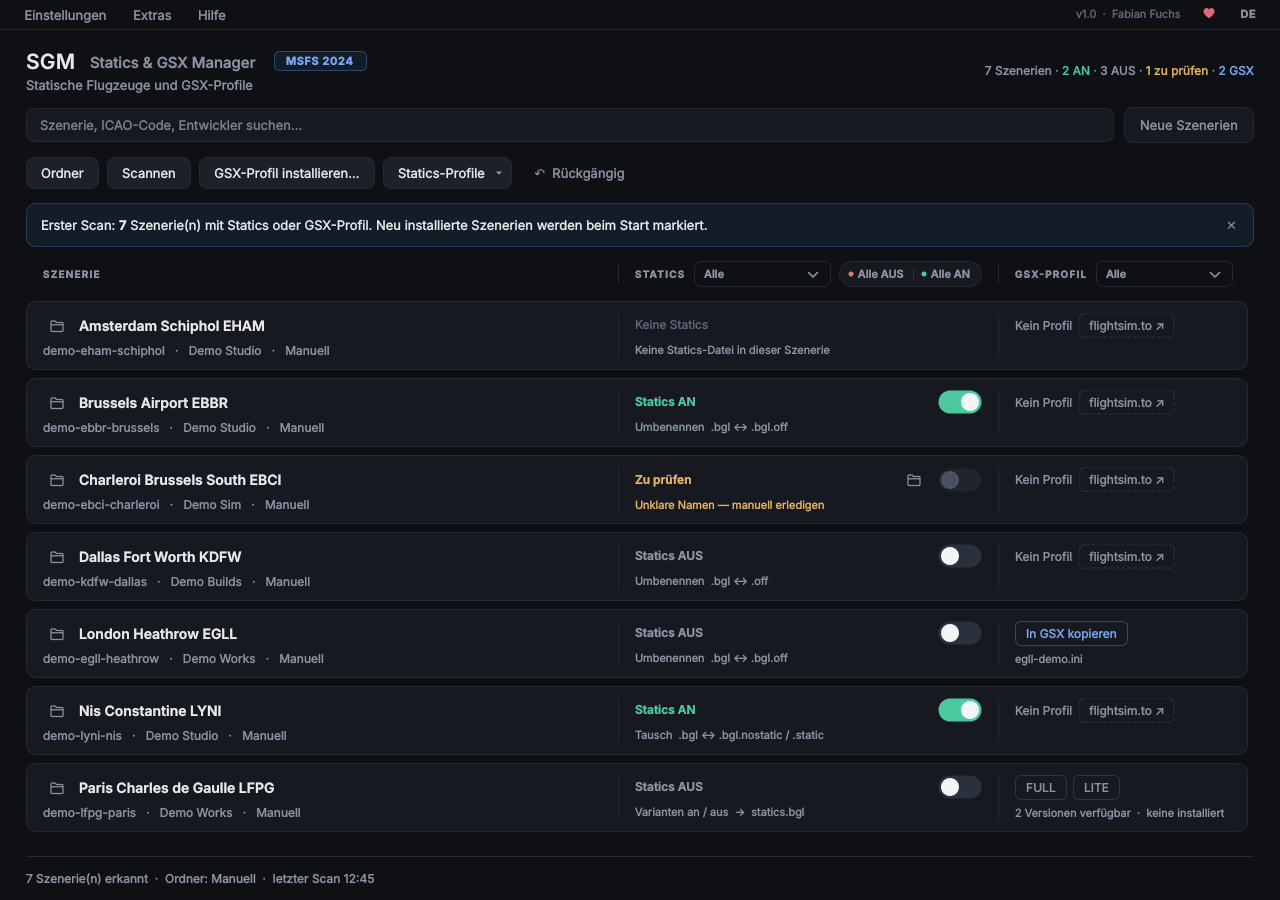 Einstellungen Extras Hilfe v1.0 · Fabian Fuchs DE
SGM Statics & GSX Manager MSFS 2024
Statische Flugzeuge und GSX-Profile
7 Szenerien · 2 AN · 3 AUS · 1 zu prüfen · 2 GSX
Szenerie, ICAO-Code, Entwickler suchen... Neue Szenerien
Ordner Scannen GSX-Profil installieren... Statics-Profile ↶ Rückgängig
Erster Scan: 7 Szenerie(n) mit Statics oder GSX-Profil. Neu installierte Szenerien werden beim Start markiert. ×
SZENERIE STATICS Alle Alle AUS Alle AN GSX-PROFIL Alle
Amsterdam Schiphol EHAM Keine Statics Kein Profil flightsim.to ↗
demo-eham-schiphol · Demo Studio · Manuell Keine Statics-Datei in dieser Szenerie
Brussels Airport EBBR Statics AN Kein Profil flightsim.to ↗
demo-ebbr-brussels · Demo Studio · Manuell Umbenennen .bgl ↔ .bgl.off
Charleroi Brussels South EBCI Zu prüfen Kein Profil flightsim.to ↗
demo-ebci-charleroi · Demo Sim · Manuell Unklare Namen — manuell erledigen
Dallas Fort Worth KDFW Statics AUS Kein Profil flightsim.to ↗
demo-kdfw-dallas · Demo Builds · Manuell Umbenennen .bgl ↔ .off
London Heathrow EGLL Statics AUS In GSX kopieren
demo-egll-heathrow · Demo Works · Manuell Umbenennen .bgl ↔ .bgl.off egll-demo.ini
Nis Constantine LYNI Statics AN Kein Profil flightsim.to ↗
demo-lyni-nis · Demo Studio · Manuell Tausch .bgl ↔ .bgl.nostatic / .static
Paris Charles de Gaulle LFPG Statics AUS FULL LITE
demo-lfpg-paris · Demo Works · Manuell Varianten an / aus → statics.bgl 2 Versionen verfügbar · keine installiert
7 Szenerie(n) erkannt · Ordner: Manuell · letzter Scan 12:45